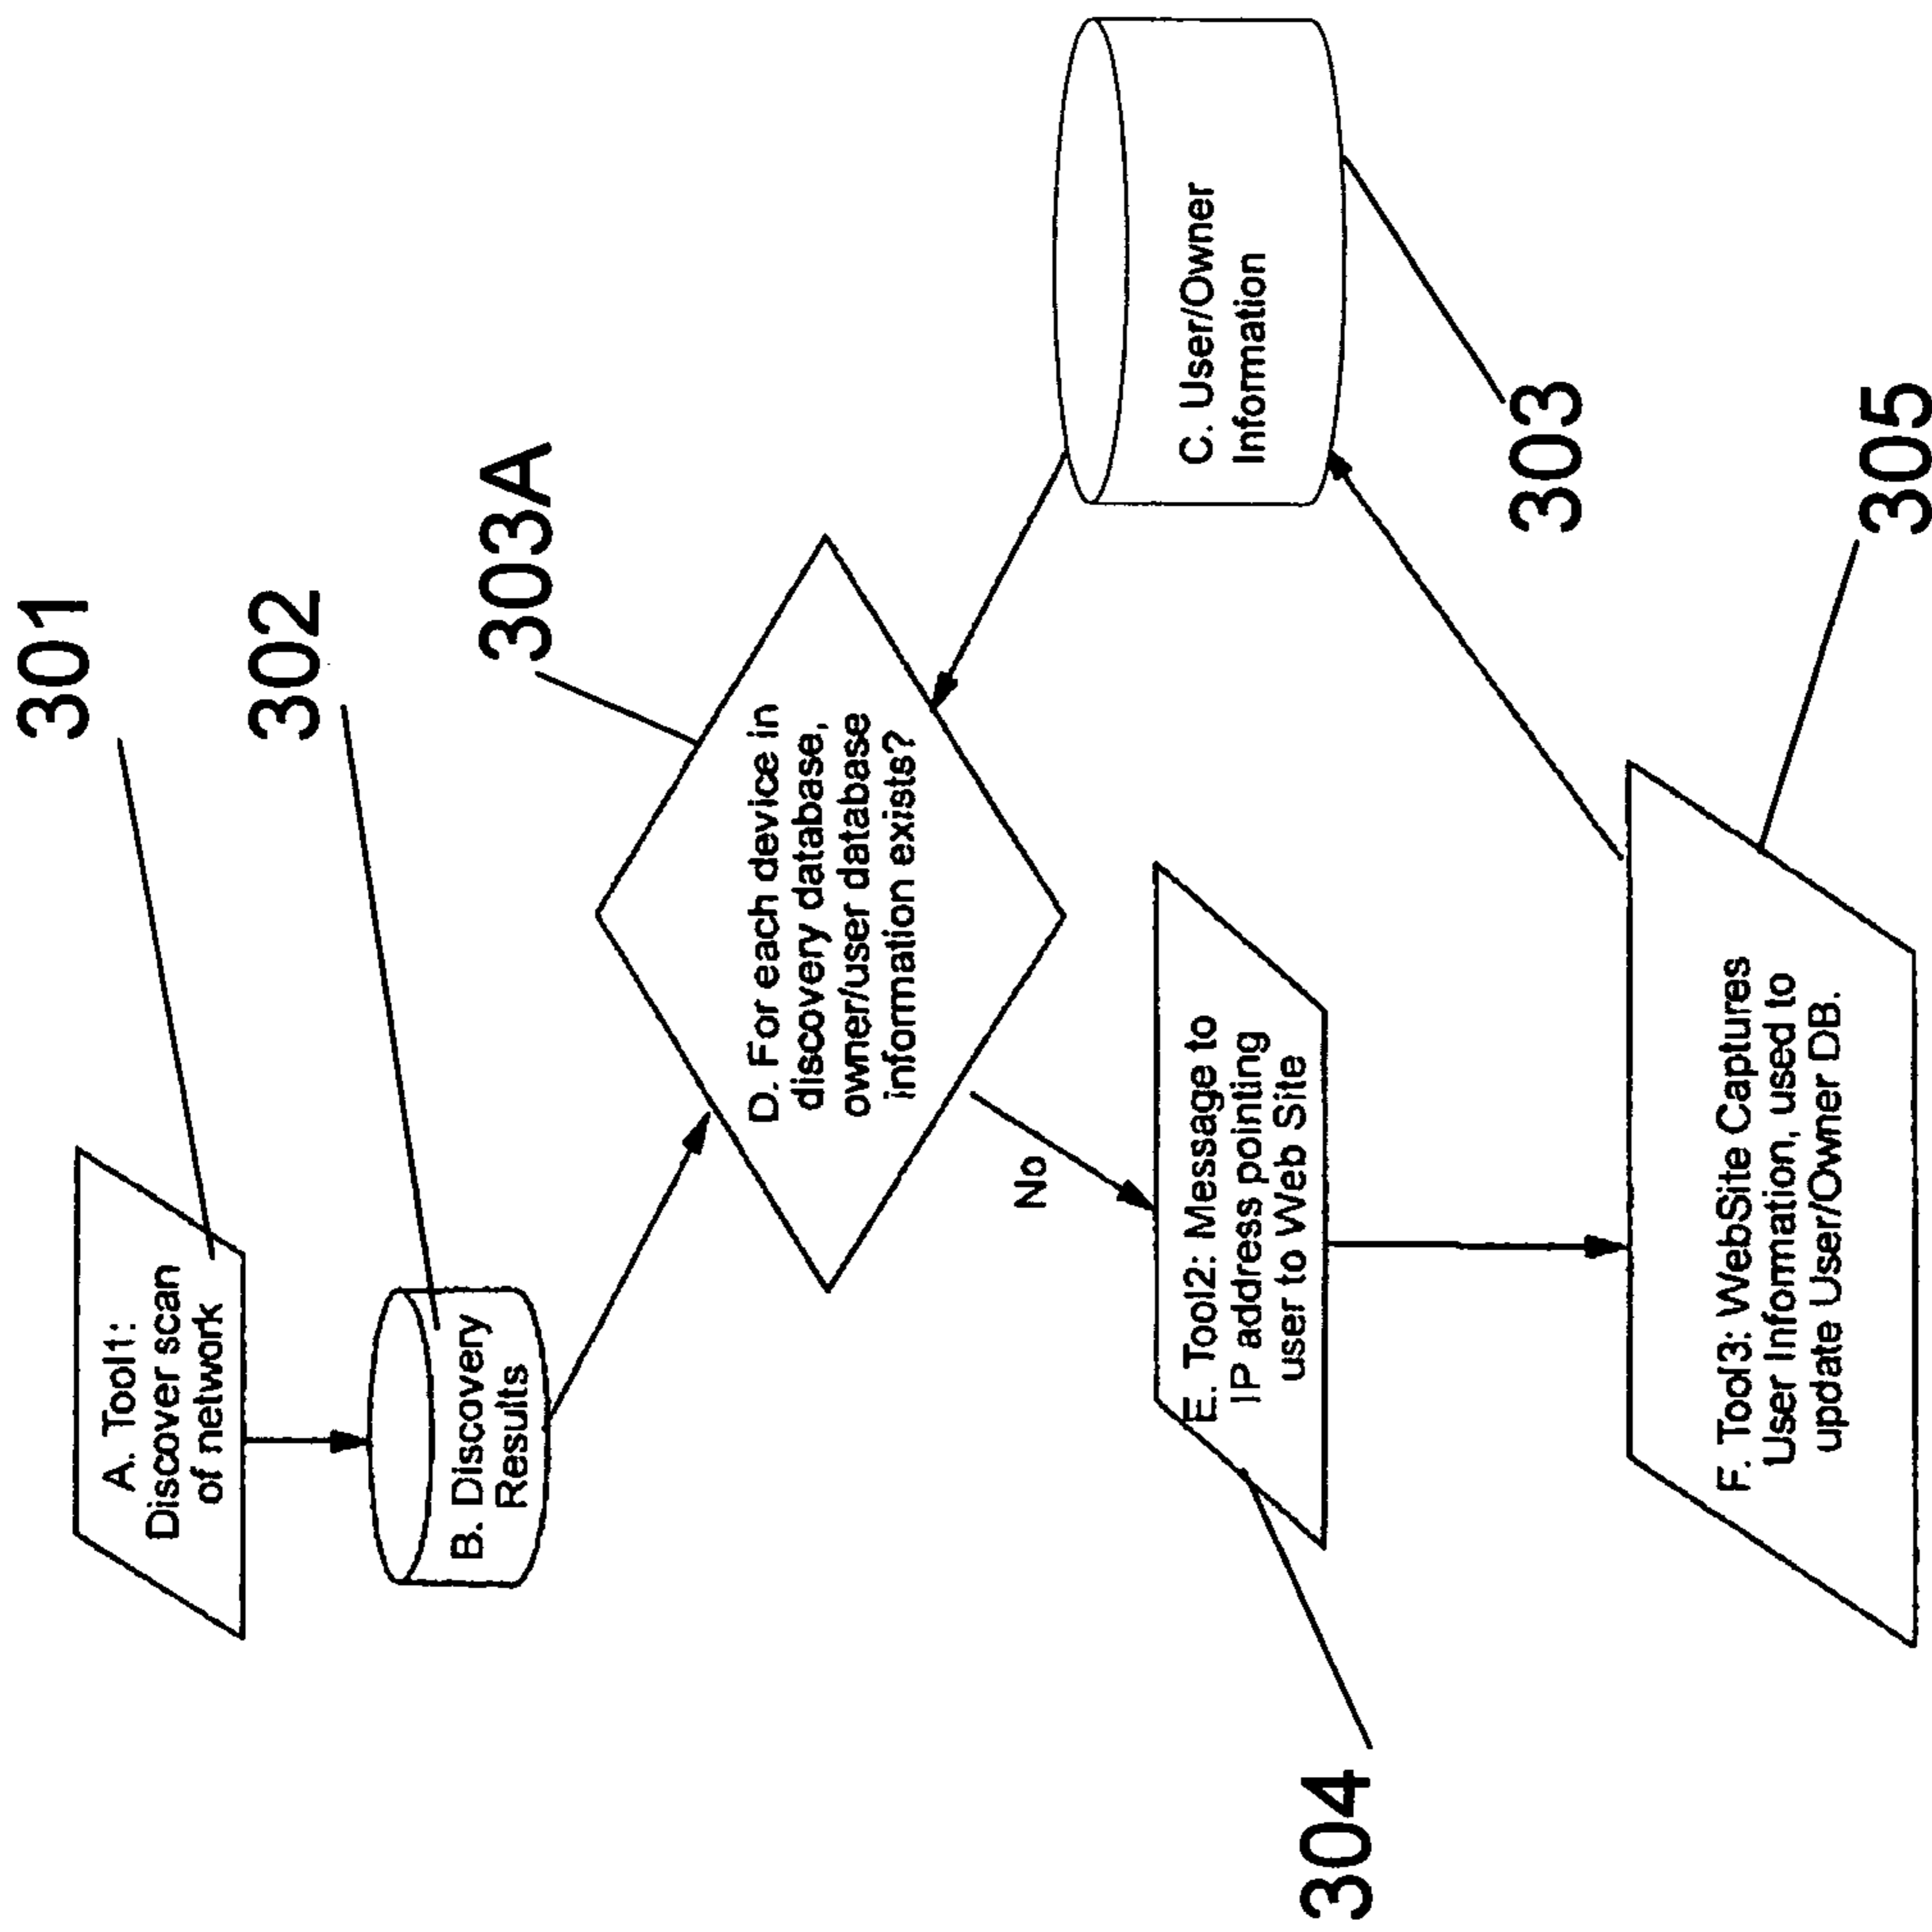 301
A. Tool1:
Discover scan
of network
302
B. Discovery
Results
303A
D. For each device in
discovery database,
owner/user database
information exists?
C. User/Owner
Information
303
No
304
E. Tool2: Message to
IP address pointing
user to Web Site
305
F. Tool3: WebSite Captures
User Information, used to
update User/Owner DB.